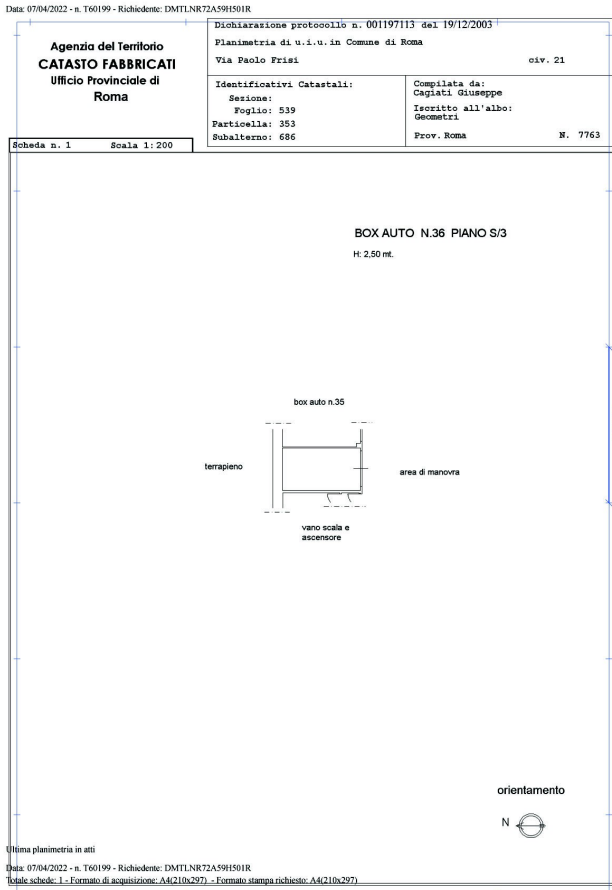 Data: 07/04/2022 - n. T60199 - Richiedente: DMTLNR72A59H501R
Agenzia del Territorio
CATASTO FABBRICATI
Ufficio Provinciale di
Roma
Dichiarazione protocollo n. 001197113 del 19/12/2003
Planimetria di u.i.u. in Comune di Roma
Via Paolo Frisi civ. 21
Identificativi Catastali:
Sezione:
Foglio: 539
Particella: 353
Subalterno: 686
Compilata da:
Cagiati Giuseppe
Iscritto all'albo:
Geometri
Prov. Roma N. 7763
Scheda n. 1 Scala 1:200
BOX AUTO N.36 PIANO S/3
H: 2,50 mt.
box auto n.35
terrapieno
area di manovra
vano scala e
ascensore
orientamento
N
Ultima planimetria in atti
Data: 07/04/2022 - n. T60199 - Richiedente: DMTLNR72A59H501R
Totale schede: 1 - Formato di acquisizione: A4(210x297) - Formato stampa richiesto: A4(210x297)